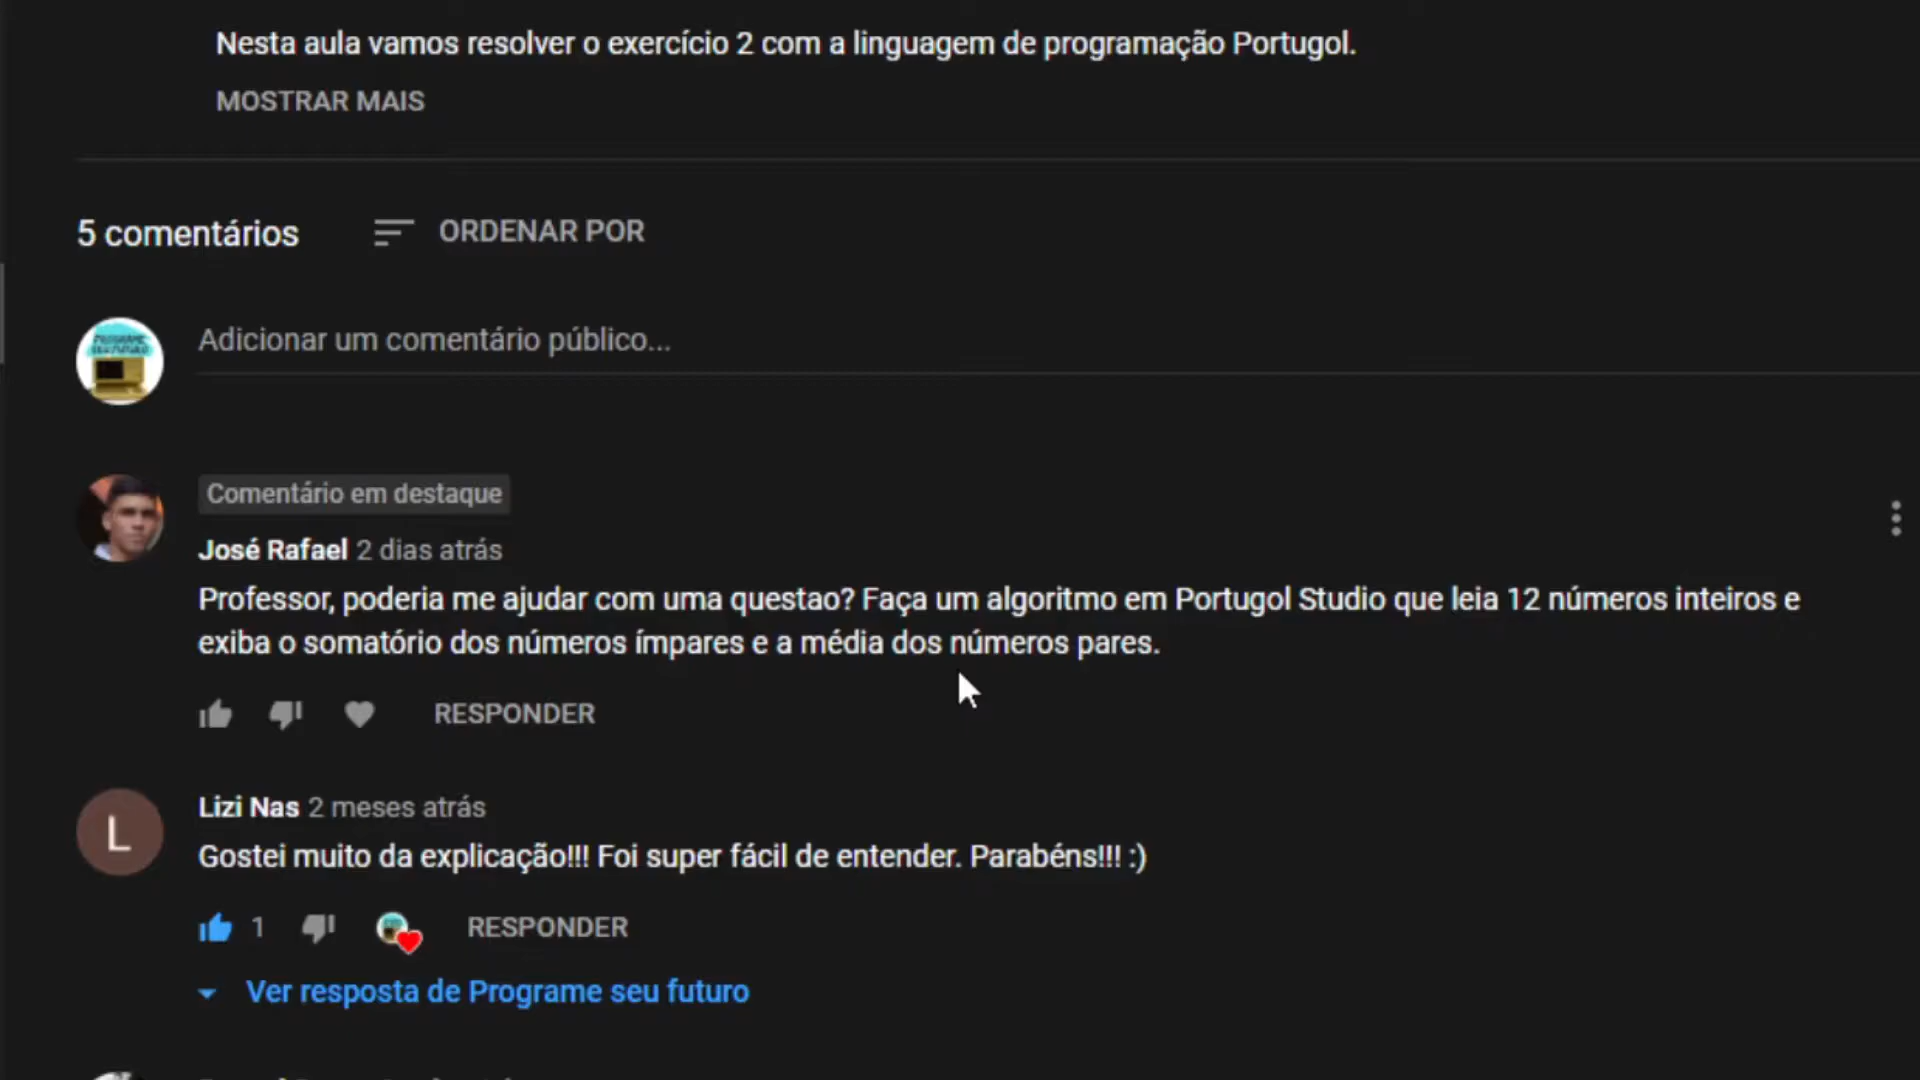 Nesta aula vamos resolver o exercício 2 com a linguagem de programação Portugol.
MOSTRAR MAIS
5 comentários
ORDENAR POR
Adicionar um comentário público...
Comentário em destaque
José Rafael 2 dias atrás
Professor, poderia me ajudar com uma questao? Faça um algoritmo em Portugol Studio que leia 12 números inteiros e
exiba o somatório dos números ímpares e a média dos números pares.
RESPONDER
L
Lizi Nas 2 meses atrás
Gostei muito da explicação!!! Foi super fácil de entender. Parabéns!!! :)
1
RESPONDER
Ver resposta de Programe seu futuro